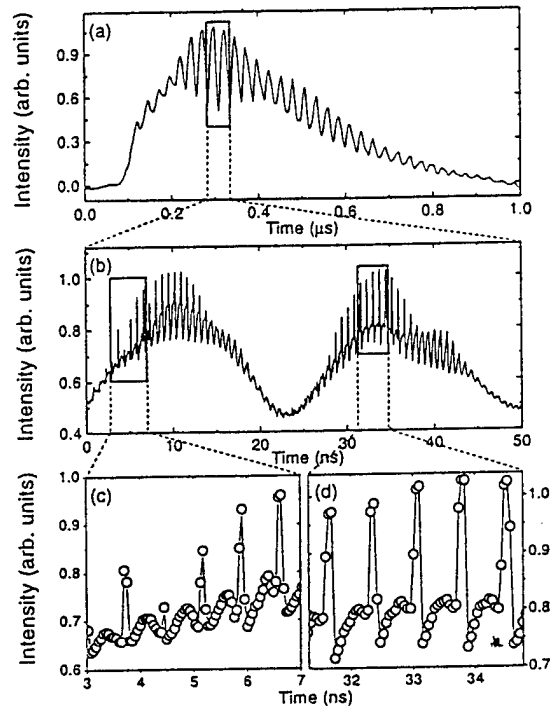 (a)
Intensity (arb. units)
0.9
0.6
0.3
0.0
0.0 0.2 0.4 0.6 0.8 1.0
Time (μs)
(b)
Intensity (arb. units)
1.0
0.8
0.6
0.4
0 10 20 30 40 50
Time (ns)
(c)
Intensity (arb. units)
1.0
0.9
0.8
0.7
0.6
3 4 5 6 7
(d)
1.0
0.9
0.8
0.7
32 33 34
Time (ns)